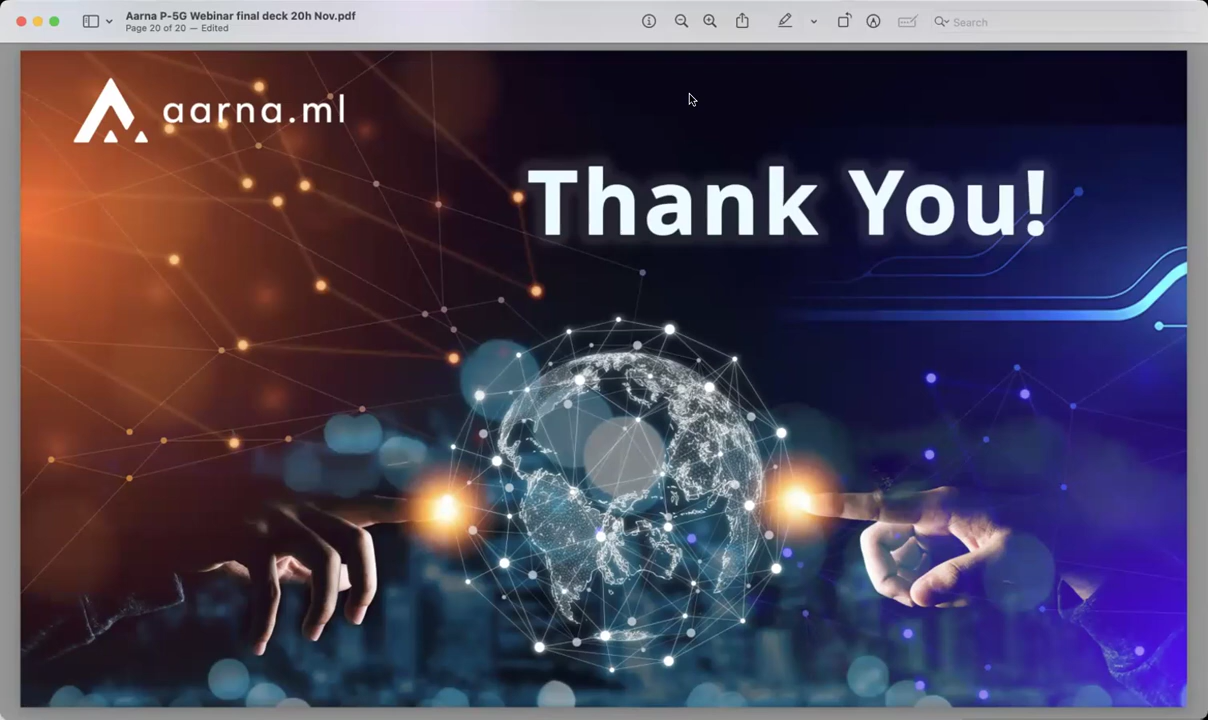 Aarna P-5G Webinar final deck 20h Nov.pdf
Page 20 of 20 — Edited
Search
aarna.ml
Thank You!